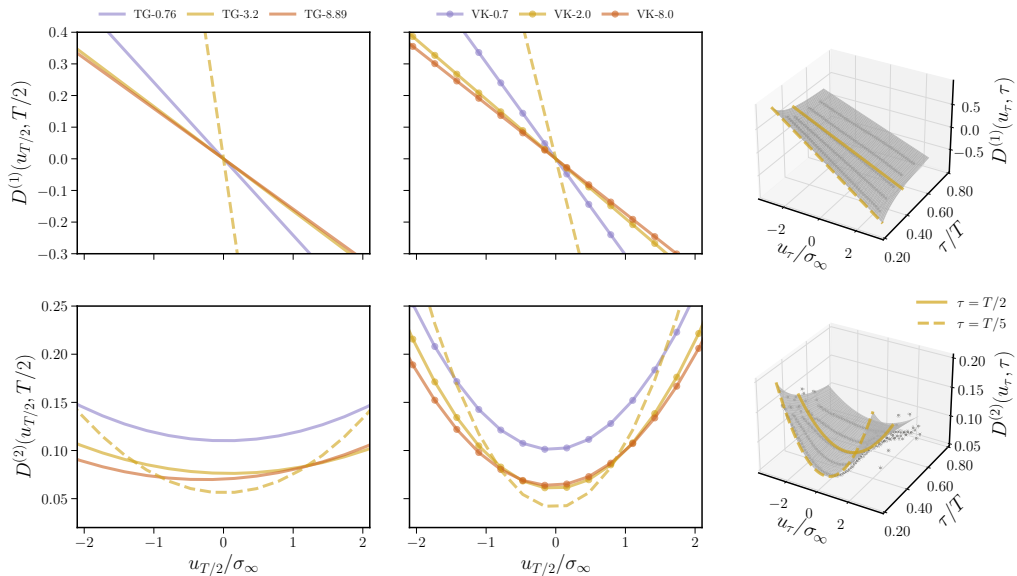 TG-0.76 TG-3.2 TG-8.89
VK-0.7 VK-2.0 VK-8.0
0.4
0.3
0.2
0.1
0.0
−0.1
−0.2
−0.3
D^{(1)}(u_{T/2}, T/2)
0.5
0.0
−0.5
D^{(1)}(u_τ, τ)
−2 0 2
u_τ/σ_∞
0.20 0.40 0.60 0.80
τ/T
0.25
0.20
0.15
0.10
0.05
D^{(2)}(u_{T/2}, T/2)
−2 −1 0 1 2
u_{T/2}/σ_∞
−2 −1 0 1 2
u_{T/2}/σ_∞
τ = T/2
τ = T/5
0.20
0.15
0.10
0.05
D^{(2)}(u_τ, τ)
−2 0 2
u_τ/σ_∞
0.20 0.40 0.60 0.80
τ/T